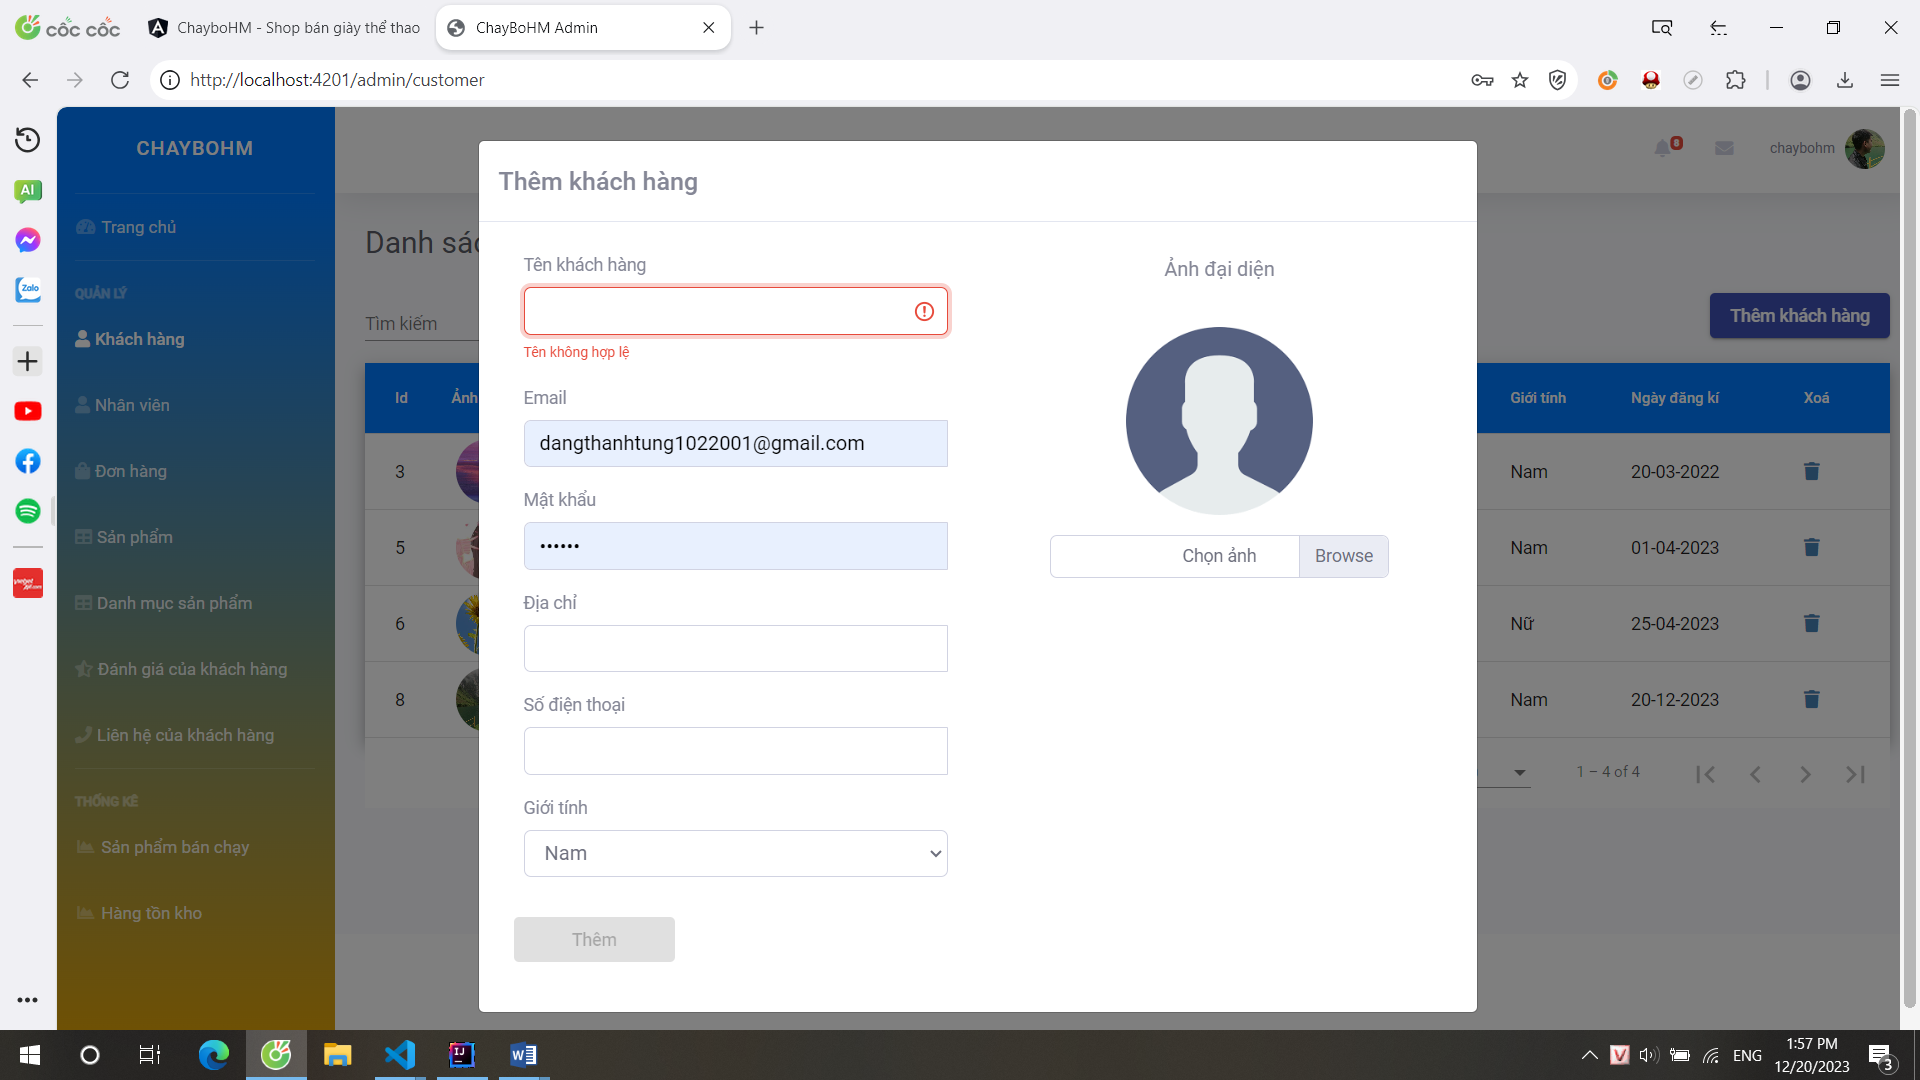 cốc cốc
ChayboHM - Shop bán giày thể thao
ChayBoHM Admin
http://localhost:4201/admin/customer
AI
Zalo
CHAYBOHM
8
chaybohm
Trang chủ
QUẢN LÝ
Khách hàng
Nhân viên
Đơn hàng
Sản phẩm
Danh mục sản phẩm
Đánh giá của khách hàng
Liên hệ của khách hàng
THỐNG KÊ
Sản phẩm bán chạy
Hàng tồn kho
Danh sác
Tìm kiếm
Thêm khách hàng
Id
Ảnh
Giới tính
Ngày đăng kí
Xoá
3
Nam
20-03-2022
5
Nam
01-04-2023
6
Nữ
25-04-2023
8
Nam
20-12-2023
1 – 4 of 4
Thêm khách hàng
Tên khách hàng
Tên không hợp lệ
Email
dangthanhtung1022001@gmail.com
Mật khẩu
••••••
Địa chỉ
Số điện thoại
Giới tính
Nam
Thêm
Ảnh đại diện
Chọn ảnh
Browse
IJ
W
V
ENG
1:57 PM
12/20/2023
3